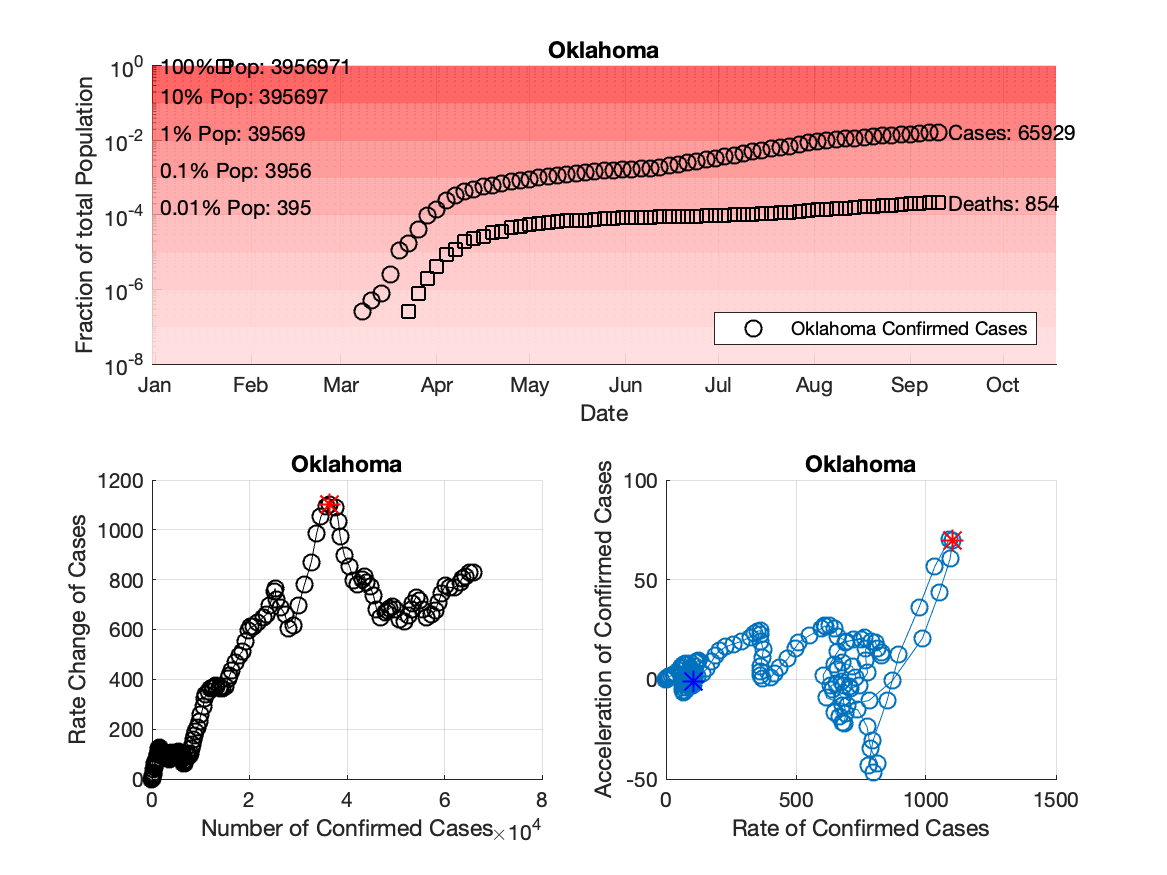 Oklahoma
10^0
10^-2
10^-4
10^-6
10^-8
Fraction of total Population
100% Pop: 3956971
10% Pop: 395697
1% Pop: 39569
0.1% Pop: 3956
0.01% Pop: 395
Cases: 65929
Deaths: 854
Oklahoma Confirmed Cases
Jan Feb Mar Apr May Jun Jul Aug Sep Oct
Date
Oklahoma
1200
1000
800
600
400
200
0
Rate Change of Cases
0 2 4 6 8
Number of Confirmed Cases ×10^4
Oklahoma
100
50
0
-50
Acceleration of Confirmed Cases
0 500 1000 1500
Rate of Confirmed Cases